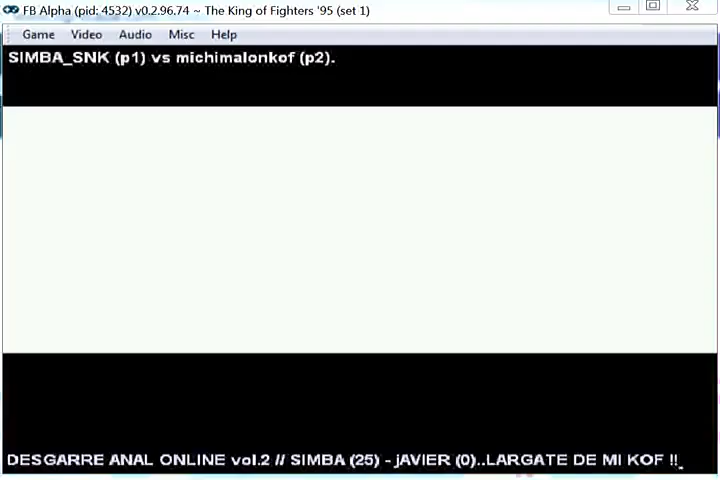 FB Alpha (pid: 4532) v0.2.96.74 ~ The King of Fighters '95 (set 1)
Game Video Audio Misc Help
SIMBA_SNK (p1) vs michimalonkof (p2).
DESGARRE ANAL ONLINE vol.2 // SIMBA (25) - jAVIER (0)..LARGATE DE MI KOF !!_